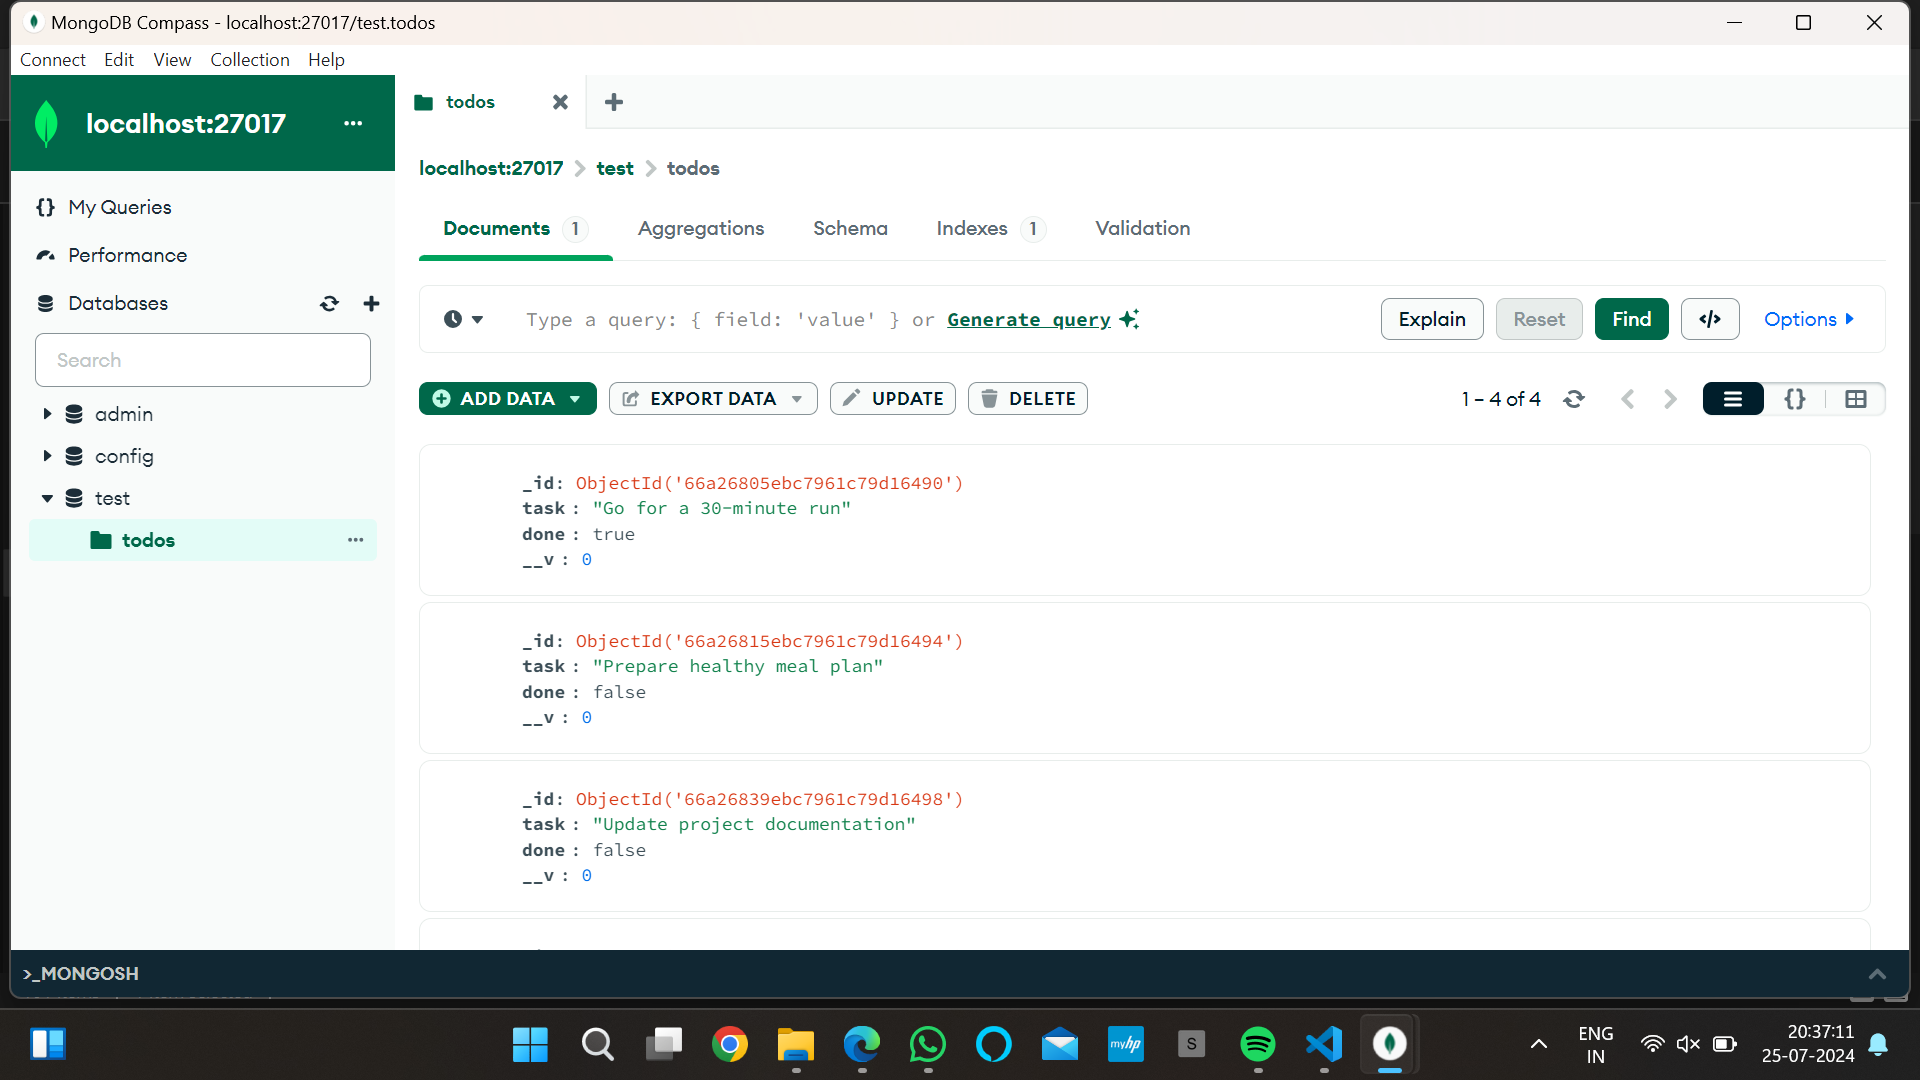 MongoDB Compass - localhost:27017/test.todos
Connect Edit View Collection Help
localhost:27017 ···
todos
localhost:27017 > test > todos
{} My Queries
Performance
Databases
Search
admin
config
test
todos ···
Documents 1 Aggregations Schema Indexes 1 Validation
Type a query: { field: 'value' } or Generate query
Explain Reset Find </> Options
ADD DATA EXPORT DATA UPDATE DELETE
1 – 4 of 4 {}
_id: ObjectId('66a26805ebc7961c79d16490')
task : "Go for a 30-minute run"
done : true
__v : 0
_id: ObjectId('66a26815ebc7961c79d16494')
task : "Prepare healthy meal plan"
done : false
__v : 0
_id: ObjectId('66a26839ebc7961c79d16498')
task : "Update project documentation"
done : false
__v : 0
>_MONGOSH
myhp
S
ENG
IN
20:37:11
25-07-2024